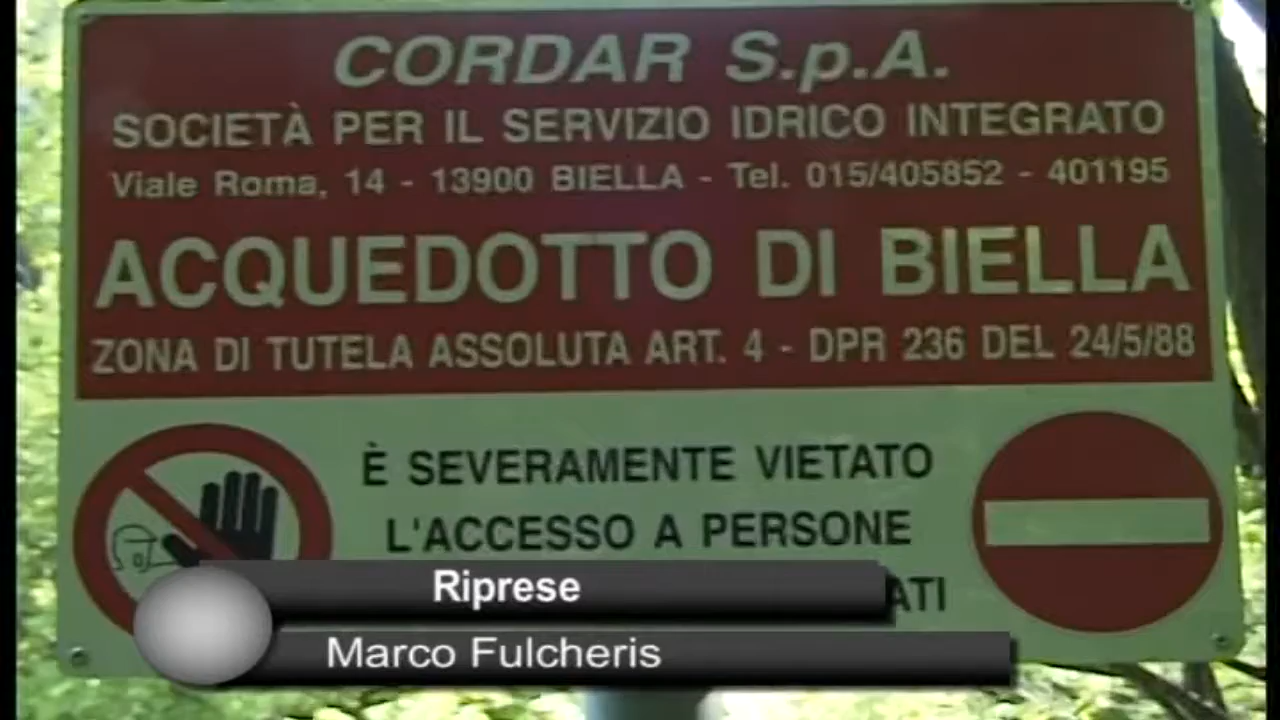 CORDAR S.p.A.
SOCIETÀ PER IL SERVIZIO IDRICO INTEGRATO
Viale Roma, 14 - 13900 BIELLA - Tel. 015/405852 - 401195
ACQUEDOTTO DI BIELLA
ZONA DI TUTELA ASSOLUTA ART. 4 - DPR 236 DEL 24/5/88
È SEVERAMENTE VIETATO
L'ACCESSO A PERSONE
ATI
Riprese
Marco Fulcheris